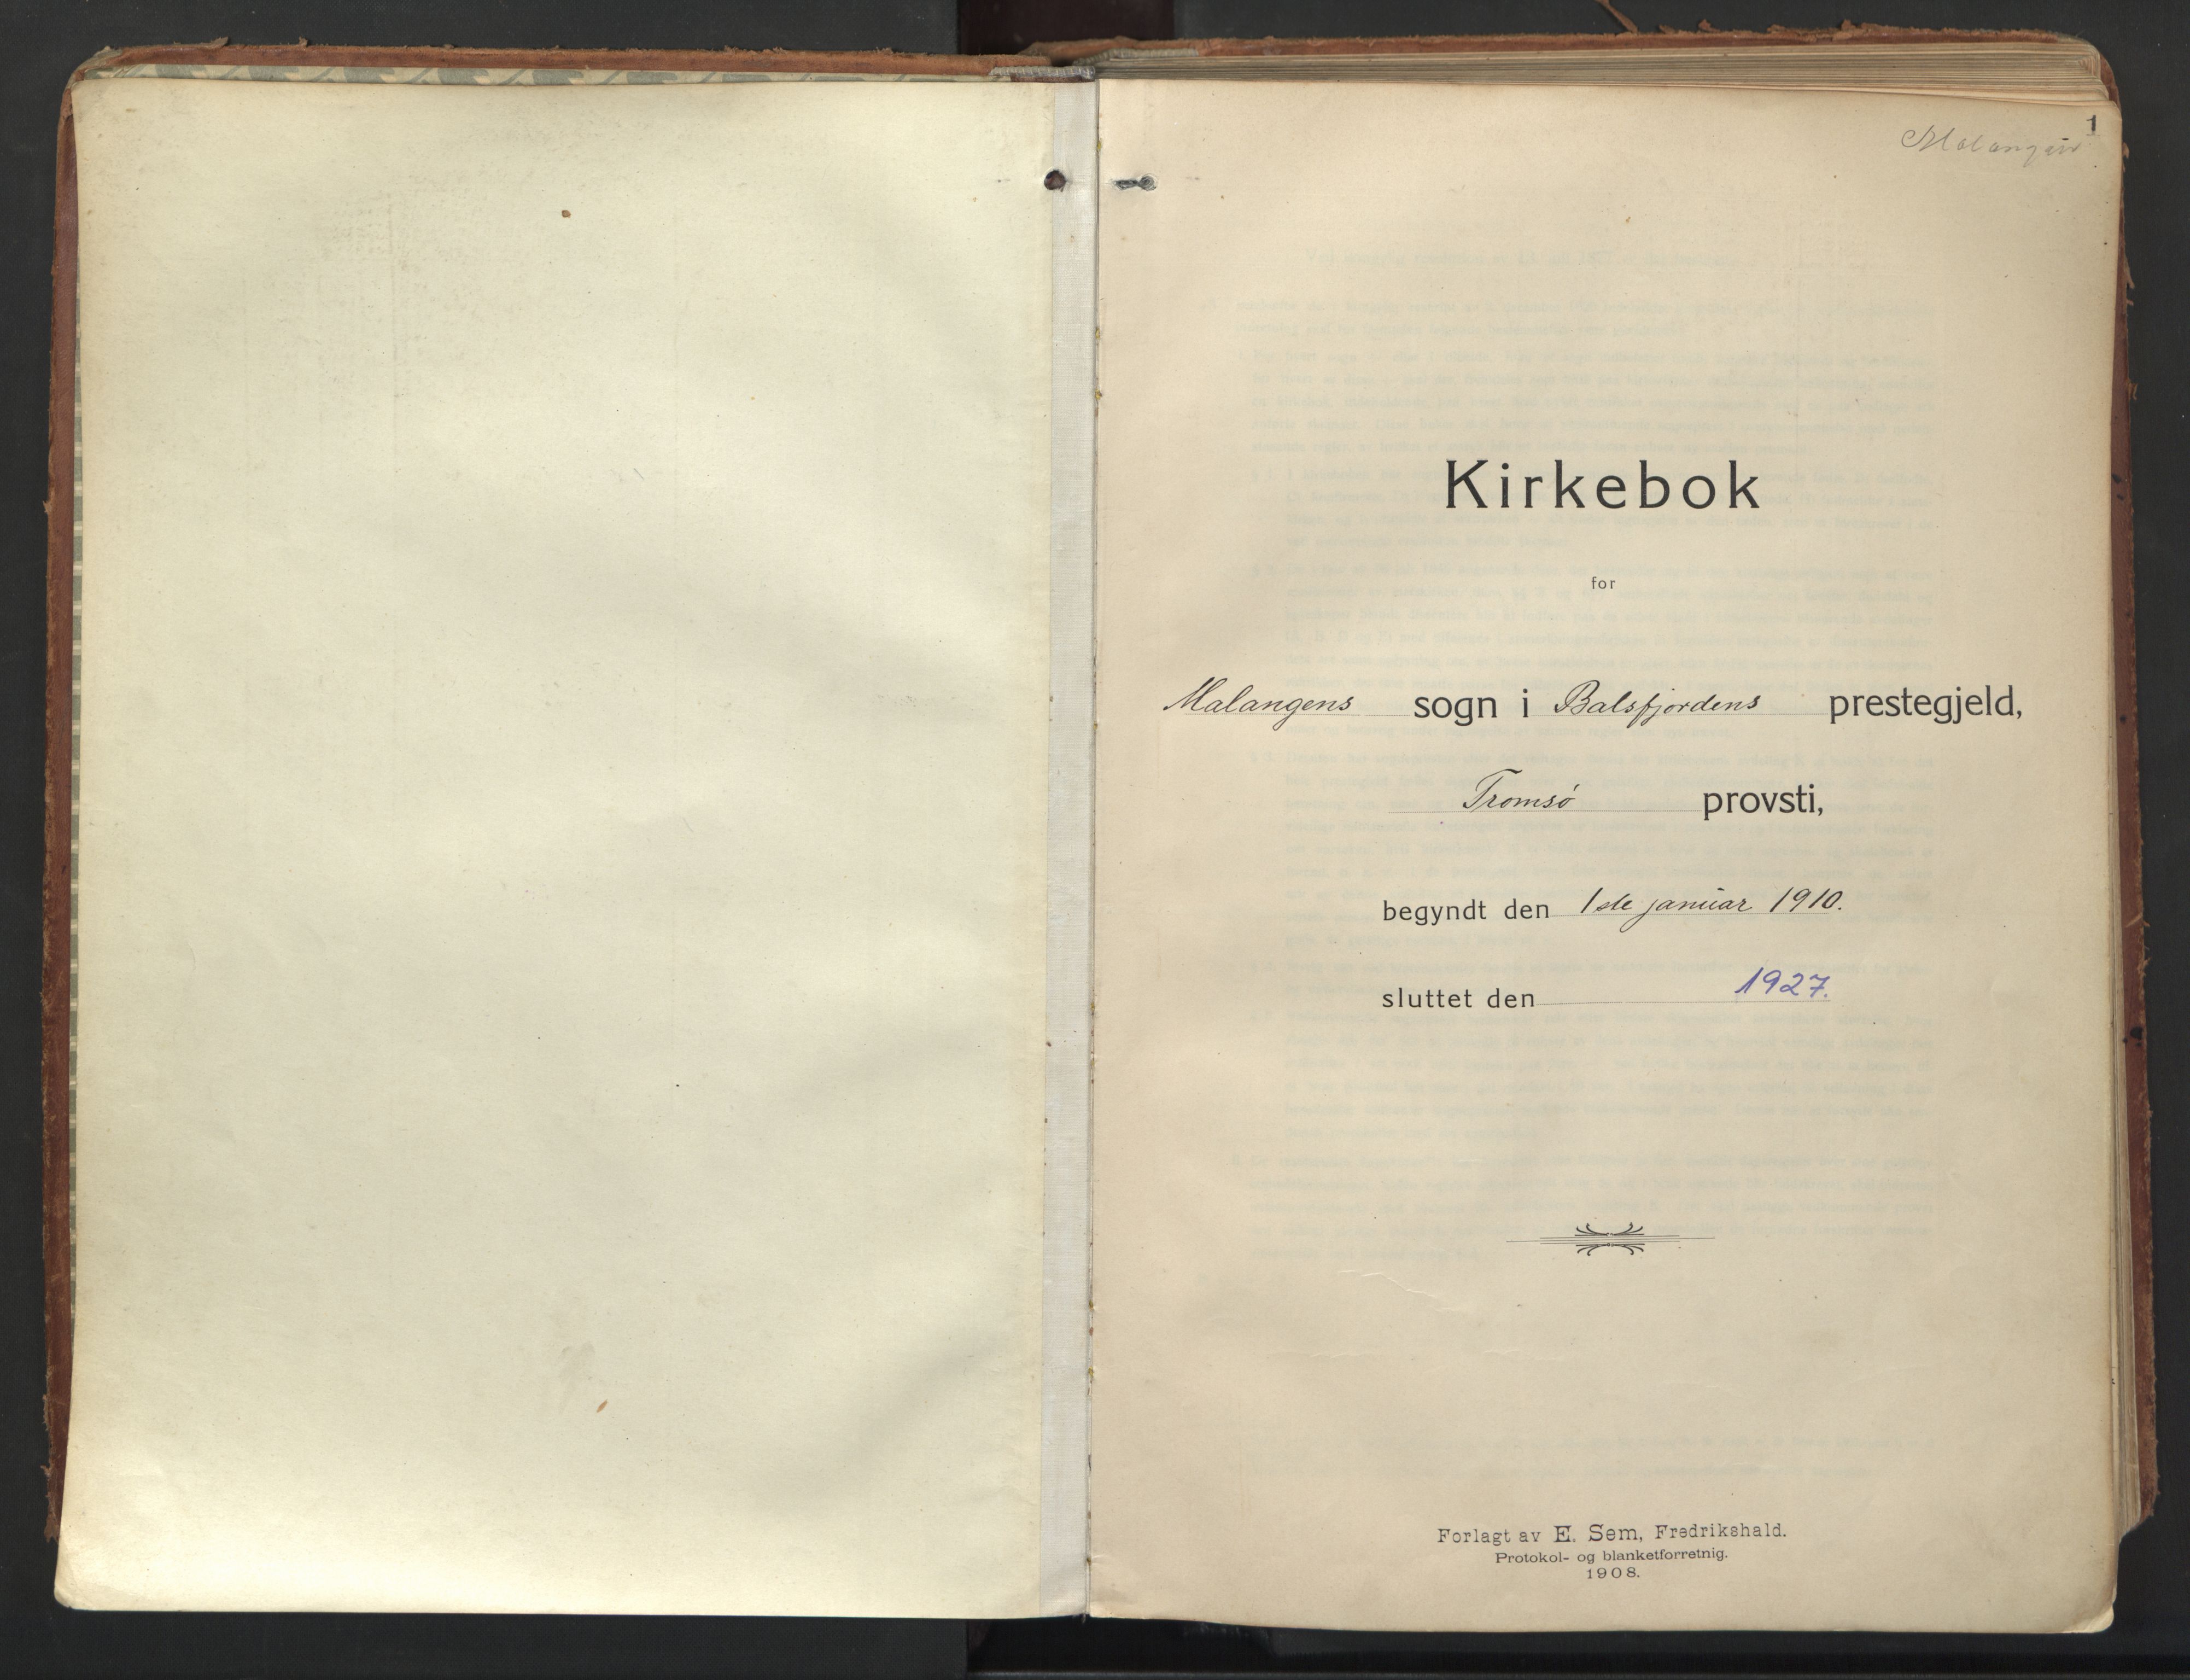 1
Malangen
Kirkebok
for
Malangens sogn i Balsfjordens prestegjeld,
Tromsø provsti,
begyndt den 1ste januar 1910.
sluttet den 1927.
Forlagt av E. Sem, Fredrikshald.
Protokol- og blanketforretnig.
1908.